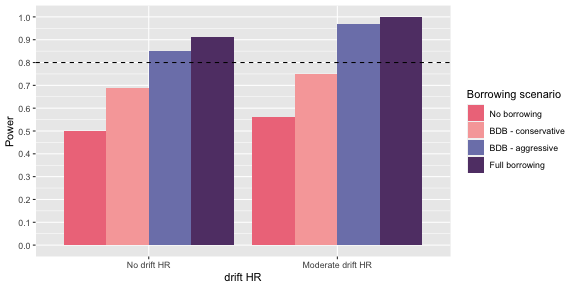 1.0
0.9
0.8
0.7
0.6
0.5
0.4
0.3
0.2
0.1
0.0
Power
No drift HR
Moderate drift HR
drift HR
Borrowing scenario
No borrowing
BDB - conservative
BDB - aggressive
Full borrowing